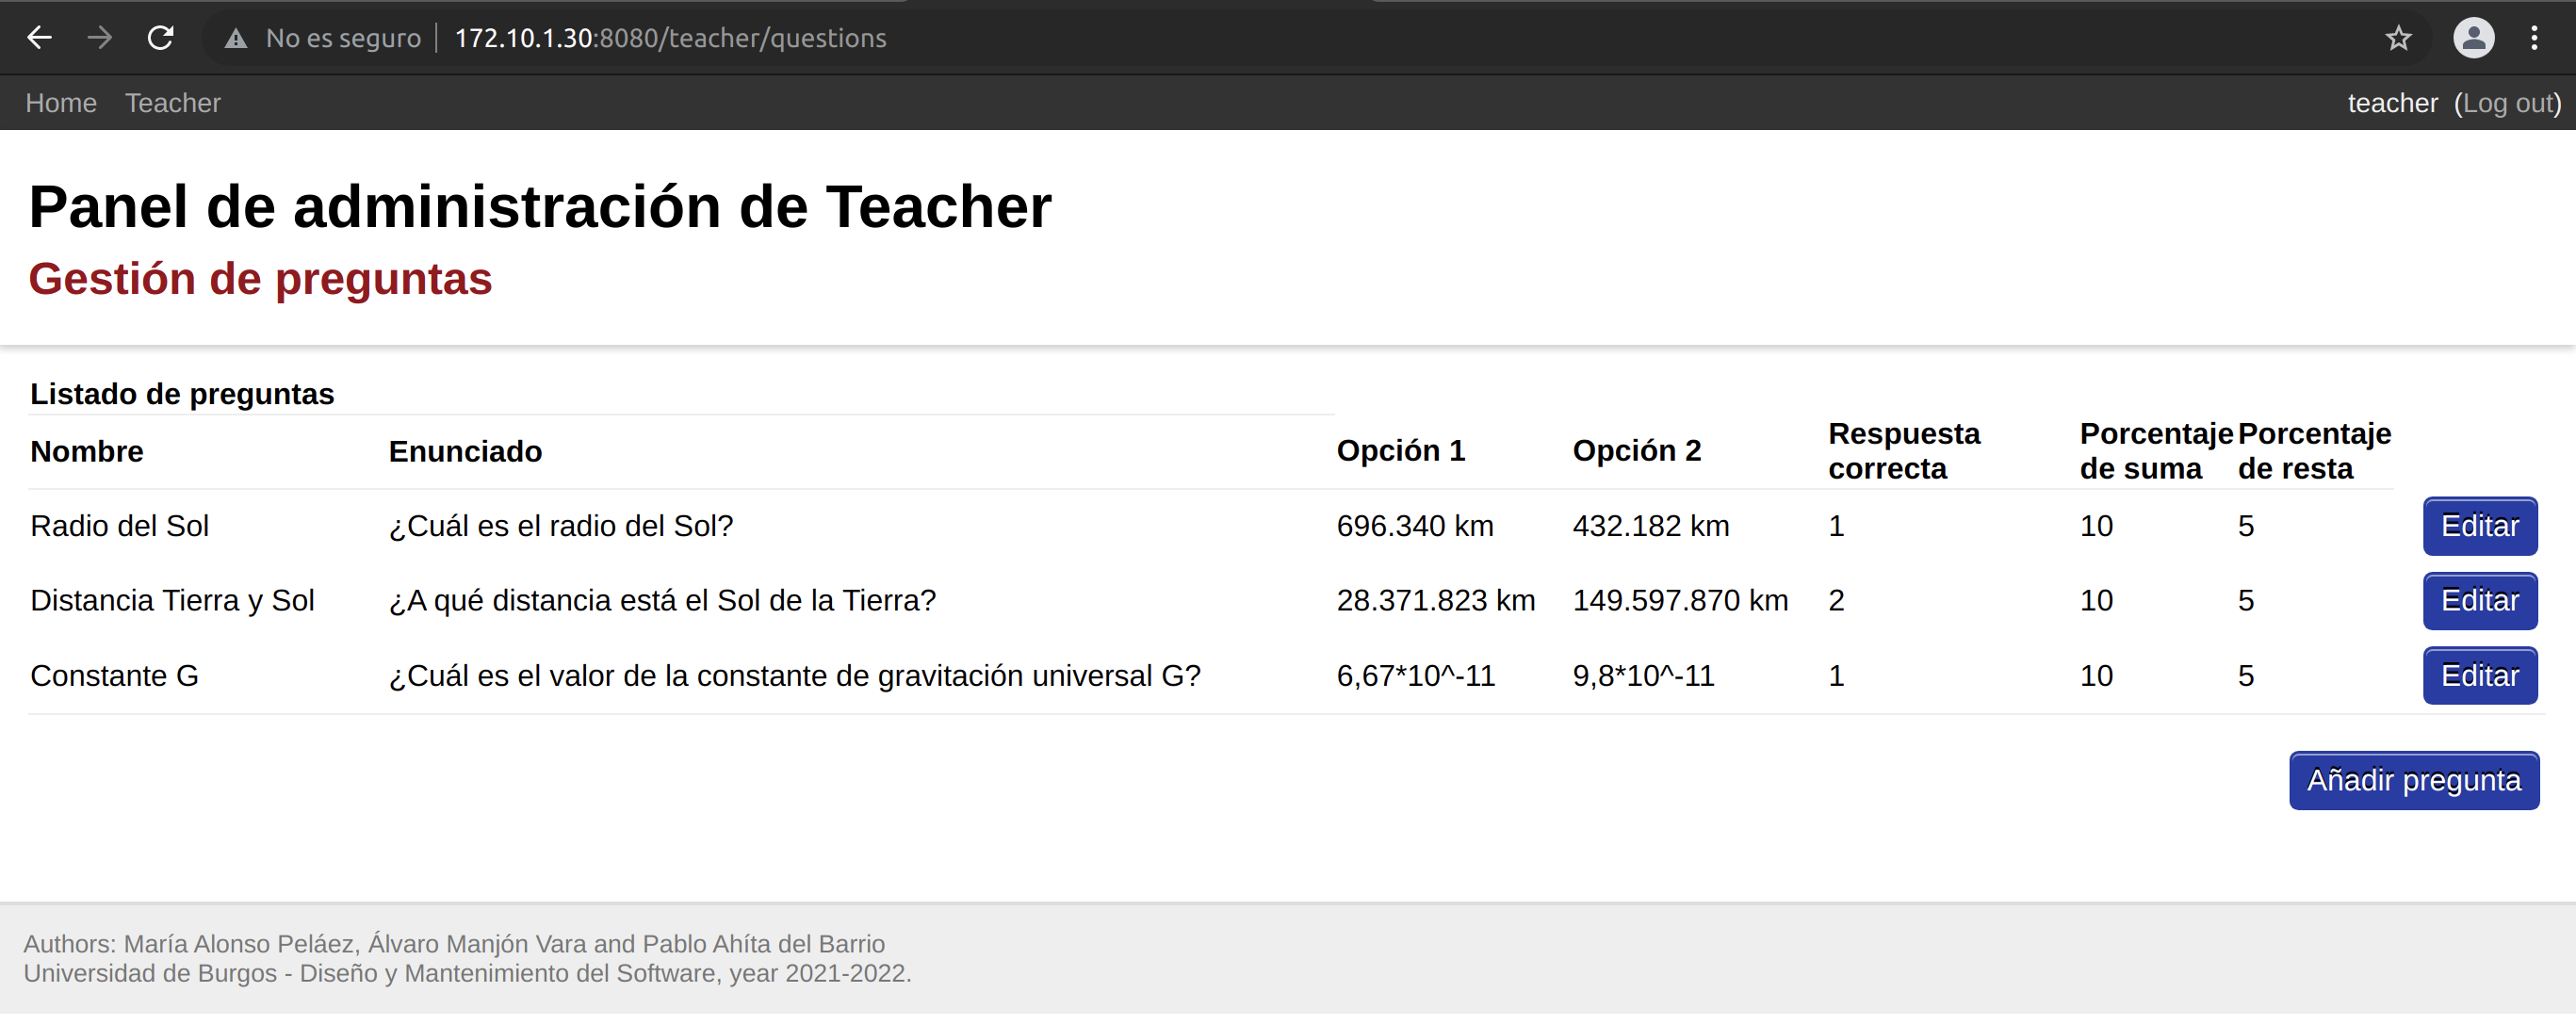 No es seguro 172.10.1.30:8080/teacher/questions
Home Teacher teacher (Log out)
Panel de administración de Teacher
Gestión de preguntas
Listado de preguntas
Nombre Enunciado Opción 1 Opción 2 Respuesta correcta Porcentaje de suma Porcentaje de resta
Radio del Sol ¿Cuál es el radio del Sol? 696.340 km 432.182 km 1 10 5 Editar
Distancia Tierra y Sol ¿A qué distancia está el Sol de la Tierra? 28.371.823 km 149.597.870 km 2 10 5 Editar
Constante G ¿Cuál es el valor de la constante de gravitación universal G? 6,67*10^-11 9,8*10^-11 1 10 5 Editar
Añadir pregunta
Authors: María Alonso Peláez, Álvaro Manjón Vara and Pablo Ahíta del Barrio
Universidad de Burgos - Diseño y Mantenimiento del Software, year 2021-2022.